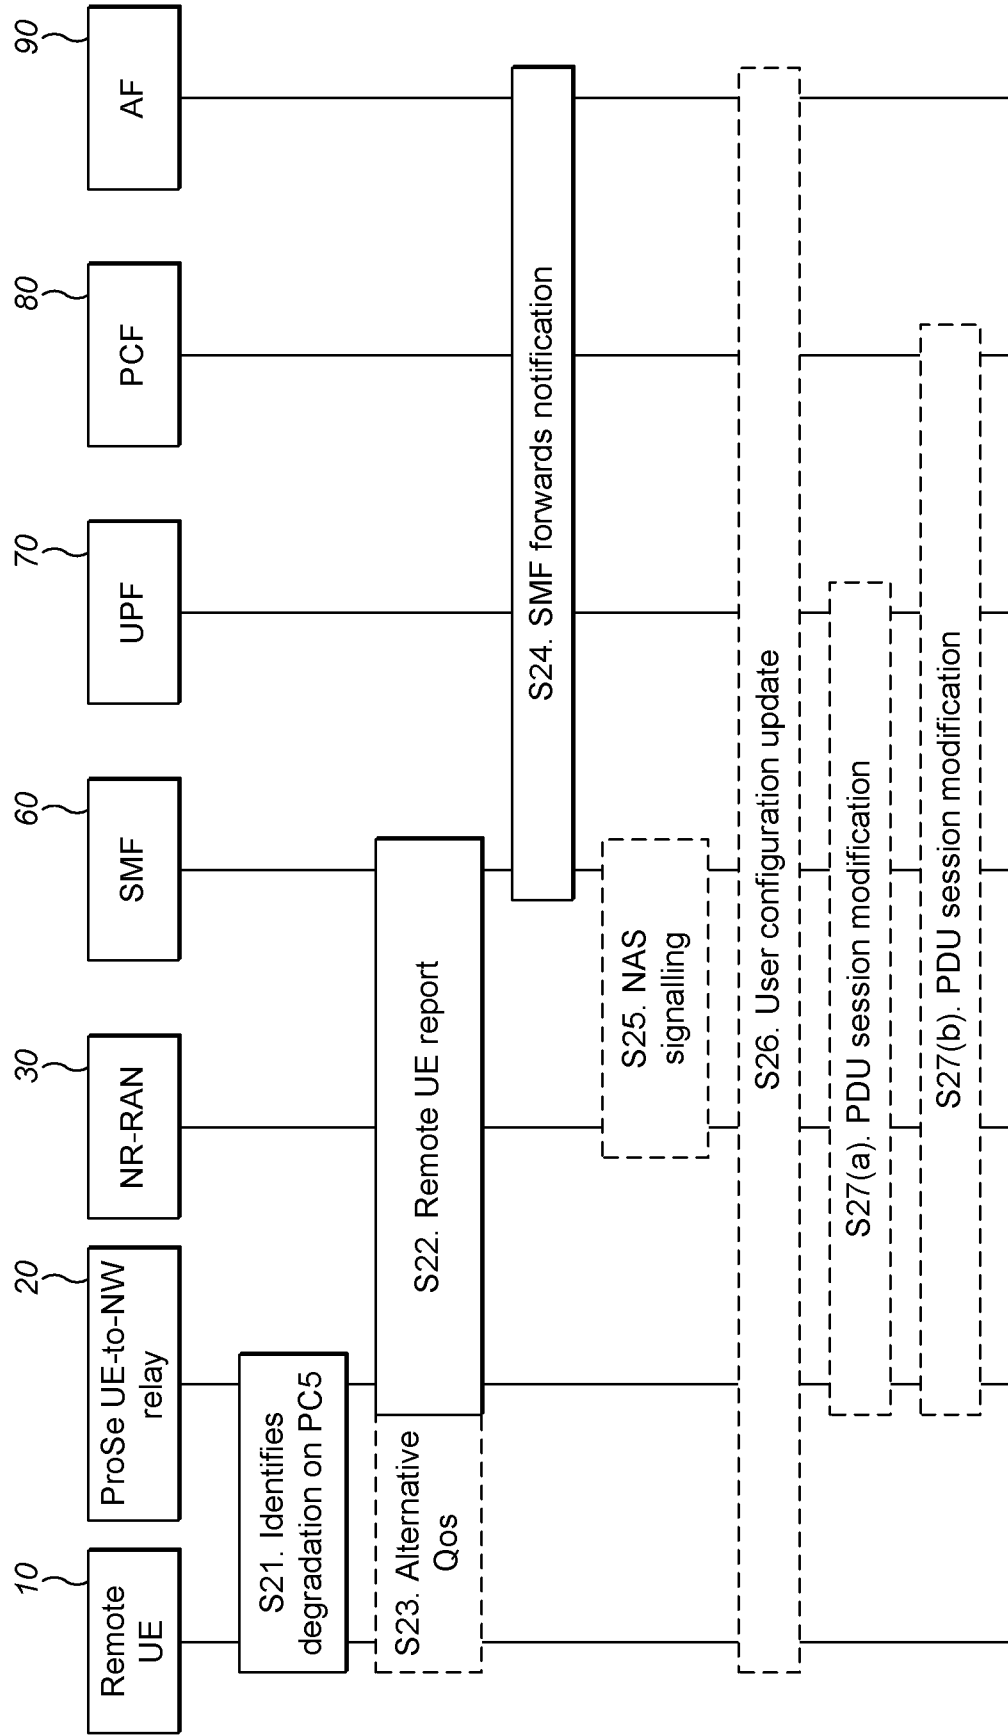 10
20
30
60
70
80
90
Remote
UE
ProSe UE-to-NW
relay
NR-RAN
SMF
UPF
PCF
AF
S21. Identifies
degradation on PC5
S23. Alternative
Qos
S22. Remote UE report
S24. SMF forwards notification
S25. NAS
signalling
S26. User configuration update
S27(a). PDU session modification
S27(b). PDU session modification